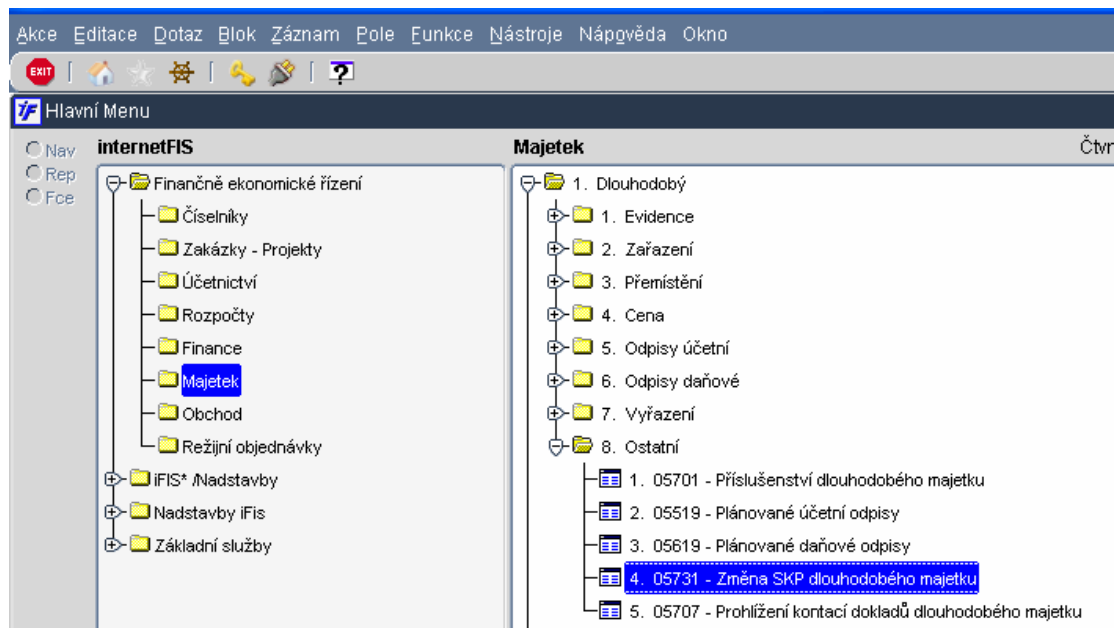 Akce Editace Dotaz Blok Záznam Pole Funkce Nástroje Nápověda Okno
EXIT
iF Hlavní Menu
Nav
Rep
Fce
internetFIS
Finančně ekonomické řízení
Číselníky
Zakázky - Projekty
Účetnictví
Rozpočty
Finance
Majetek
Obchod
Režijní objednávky
iFIS* /Nadstavby
Nadstavby iFis
Základní služby
Majetek
Čtvr
1. Dlouhodobý
1. Evidence
2. Zařazení
3. Přemístění
4. Cena
5. Odpisy účetní
6. Odpisy daňové
7. Vyřazení
8. Ostatní
1. 05701 - Příslušenství dlouhodobého majetku
2. 05519 - Plánované účetní odpisy
3. 05619 - Plánované daňové odpisy
4. 05731 - Změna SKP dlouhodobého majetku
5. 05707 - Prohlížení kontací dokladů dlouhodobého majetku